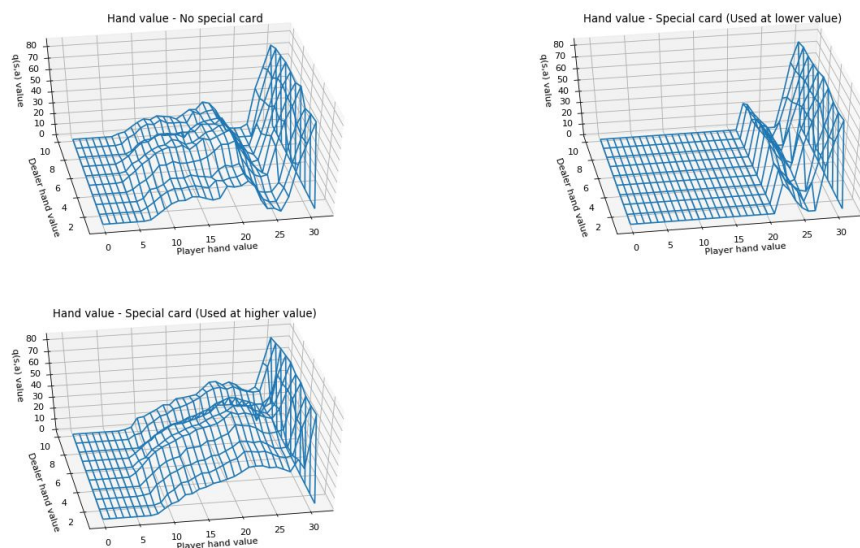 Hand value - No special card
80
70
60
50
40
30
20
10
0
q(s,a) value
10
8
6
4
2
Dealer hand value
0 5 10 15 20 25 30
Player hand value
Hand value - Special card (Used at lower value)
80
70
60
50
40
30
20
10
0
q(s,a) value
10
8
6
4
2
Dealer hand value
0 5 10 15 20 25 30
Player hand value
Hand value - Special card (Used at higher value)
80
70
60
50
40
30
20
10
0
q(s,a) value
10
8
6
4
2
Dealer hand value
0 5 10 15 20 25 30
Player hand value